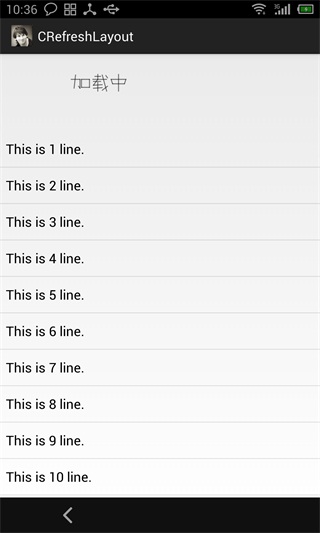 10:36
3G
CRefreshLayout
加载中
This is 1 line.
This is 2 line.
This is 3 line.
This is 4 line.
This is 5 line.
This is 6 line.
This is 7 line.
This is 8 line.
This is 9 line.
This is 10 line.